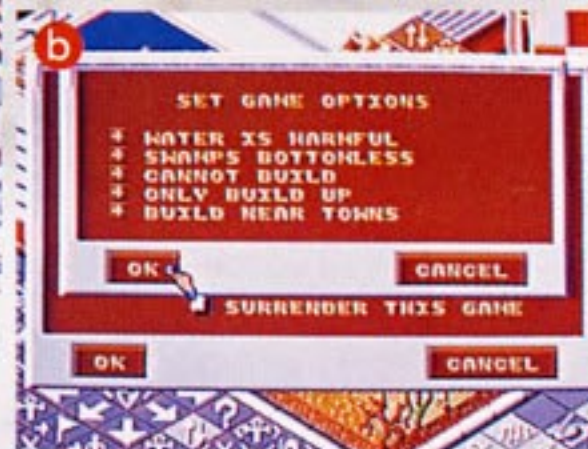 b
SET GAME OPTIONS
WATER IS HARMFUL
SWAMPS BOTTOMLESS
CANNOT BUILD
ONLY BUILD UP
BUILD NEAR TOWNS
OK CANCEL
SURRENDER THIS GAME
OK CANCEL